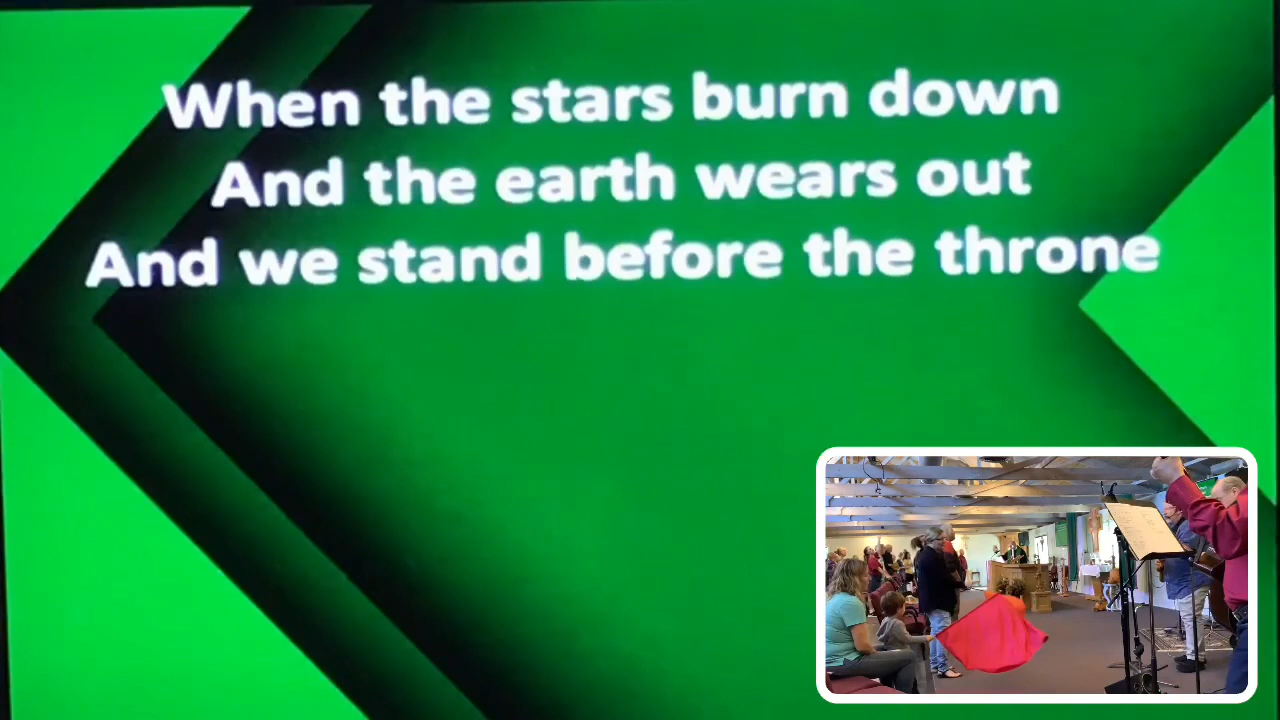 When the stars burn down
And the earth wears out
And we stand before the throne